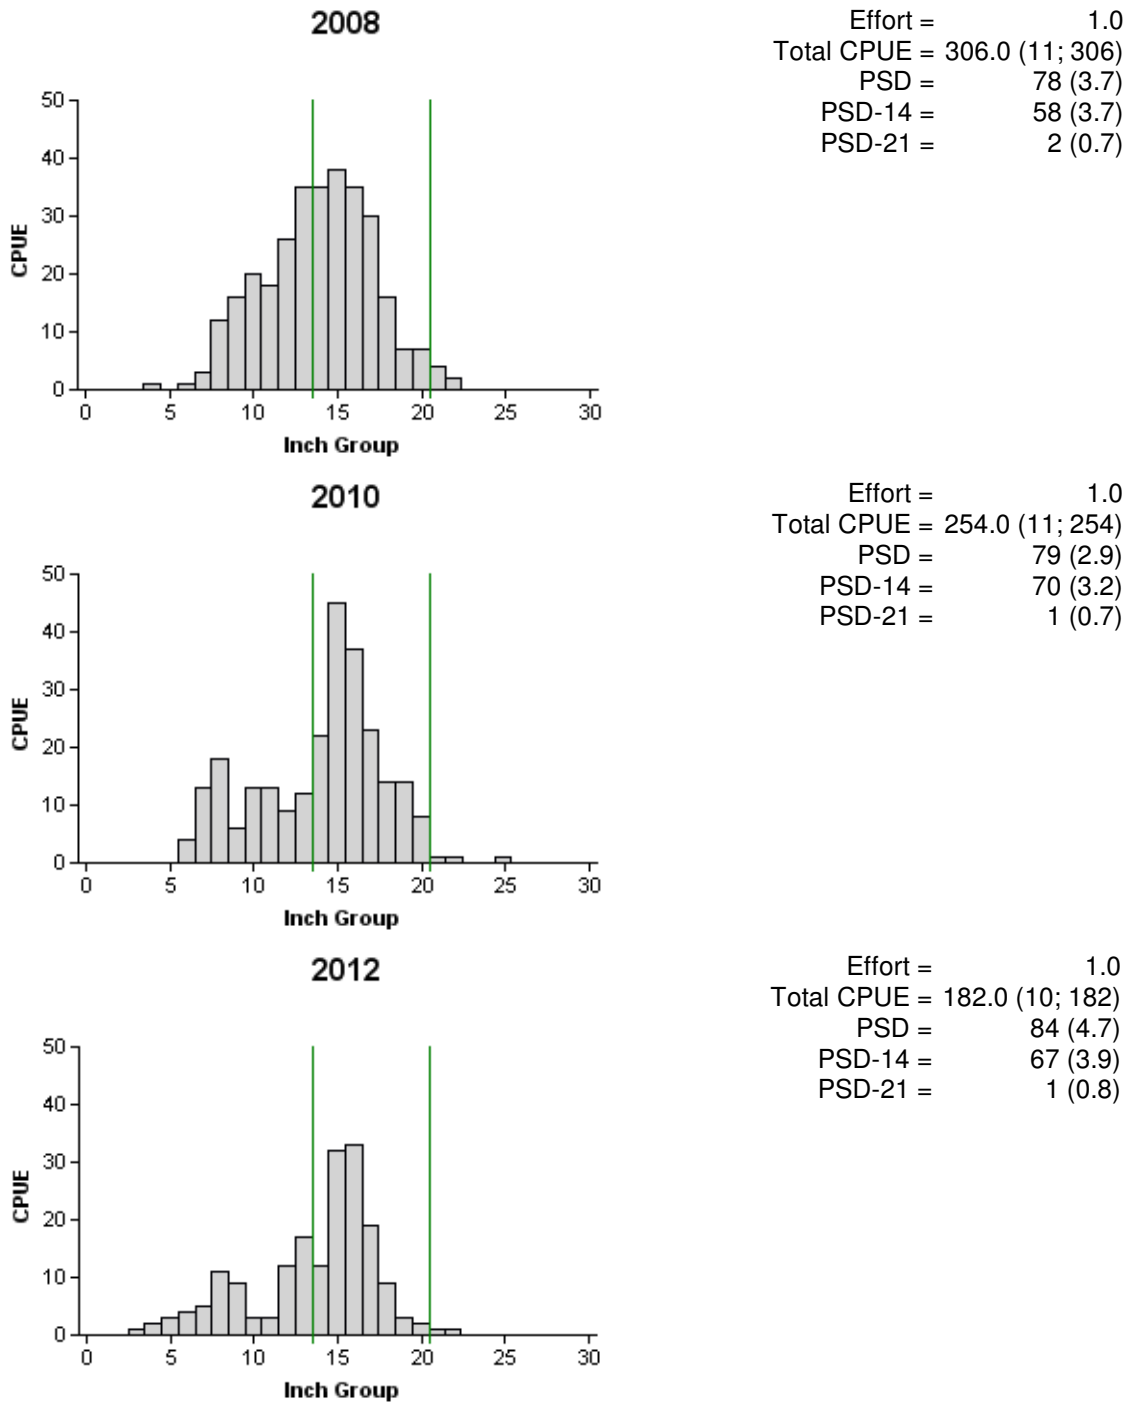 2008
Effort = 1.0
Total CPUE = 306.0 (11; 306)
PSD = 78 (3.7)
PSD-14 = 58 (3.7)
PSD-21 = 2 (0.7)
50
40
30
20
10
0
CPUE
0 5 10 15 20 25 30
Inch Group
2010
Effort = 1.0
Total CPUE = 254.0 (11; 254)
PSD = 79 (2.9)
PSD-14 = 70 (3.2)
PSD-21 = 1 (0.7)
50
40
30
20
10
0
CPUE
0 5 10 15 20 25 30
Inch Group
2012
Effort = 1.0
Total CPUE = 182.0 (10; 182)
PSD = 84 (4.7)
PSD-14 = 67 (3.9)
PSD-21 = 1 (0.8)
50
40
30
20
10
0
CPUE
0 5 10 15 20 25 30
Inch Group